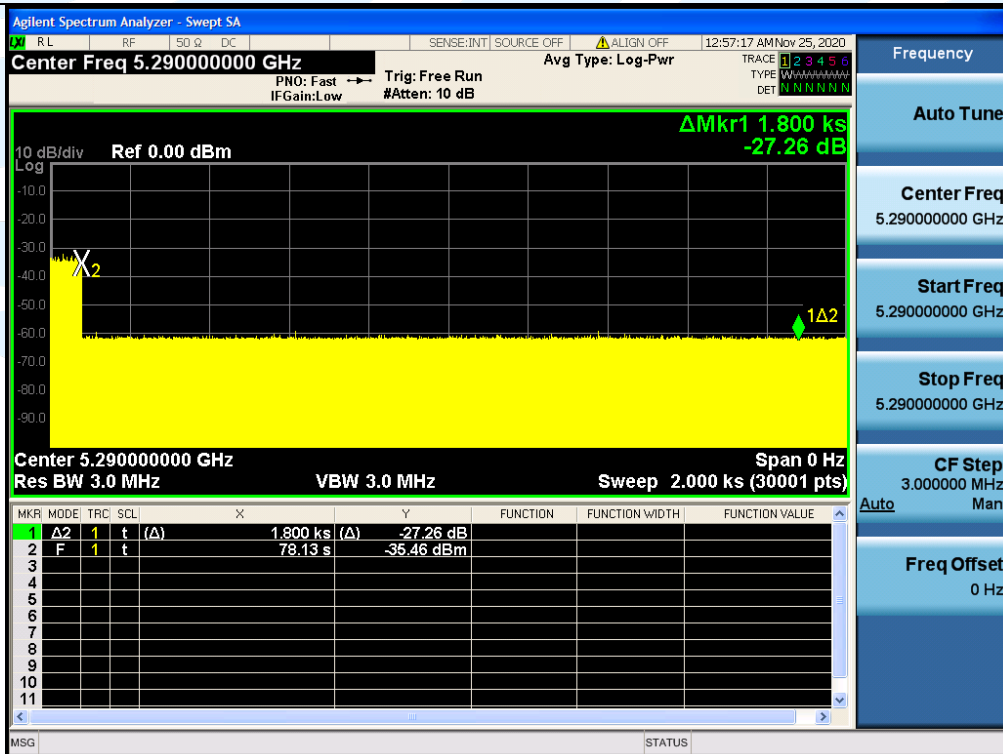 Agilent Spectrum Analyzer - Swept SA
LXI RL RF 50 Ω DC SENSE:INT SOURCE OFF ALIGN OFF 12:57:17 AM Nov 25, 2020
Center Freq 5.290000000 GHz Avg Type: Log-Pwr TRACE 1 2 3 4 5 6
PNO: Fast Trig: Free Run TYPE
IFGain:Low #Atten: 10 dB DET N N N N N N
ΔMkr1 1.800 ks
10 dB/div Ref 0.00 dBm -27.26 dB
Log
-10.0
-20.0
-30.0
2
-40.0
-50.0
1Δ2
-60.0
-70.0
-80.0
-90.0
Center 5.290000000 GHz Span 0 Hz
Res BW 3.0 MHz VBW 3.0 MHz Sweep 2.000 ks (30001 pts)
MKR MODE TRC SCL X Y FUNCTION FUNCTION WIDTH FUNCTION VALUE
1 Δ2 1 t (Δ) 1.800 ks (Δ) -27.26 dB
2 F 1 t 78.13 s -35.46 dBm
3
4
5
6
7
8
9
10
11
MSG STATUS
Frequency
Auto Tune
Center Freq
5.290000000 GHz
Start Freq
5.290000000 GHz
Stop Freq
5.290000000 GHz
CF Step
3.000000 MHz
Auto Man
Freq Offset
0 Hz